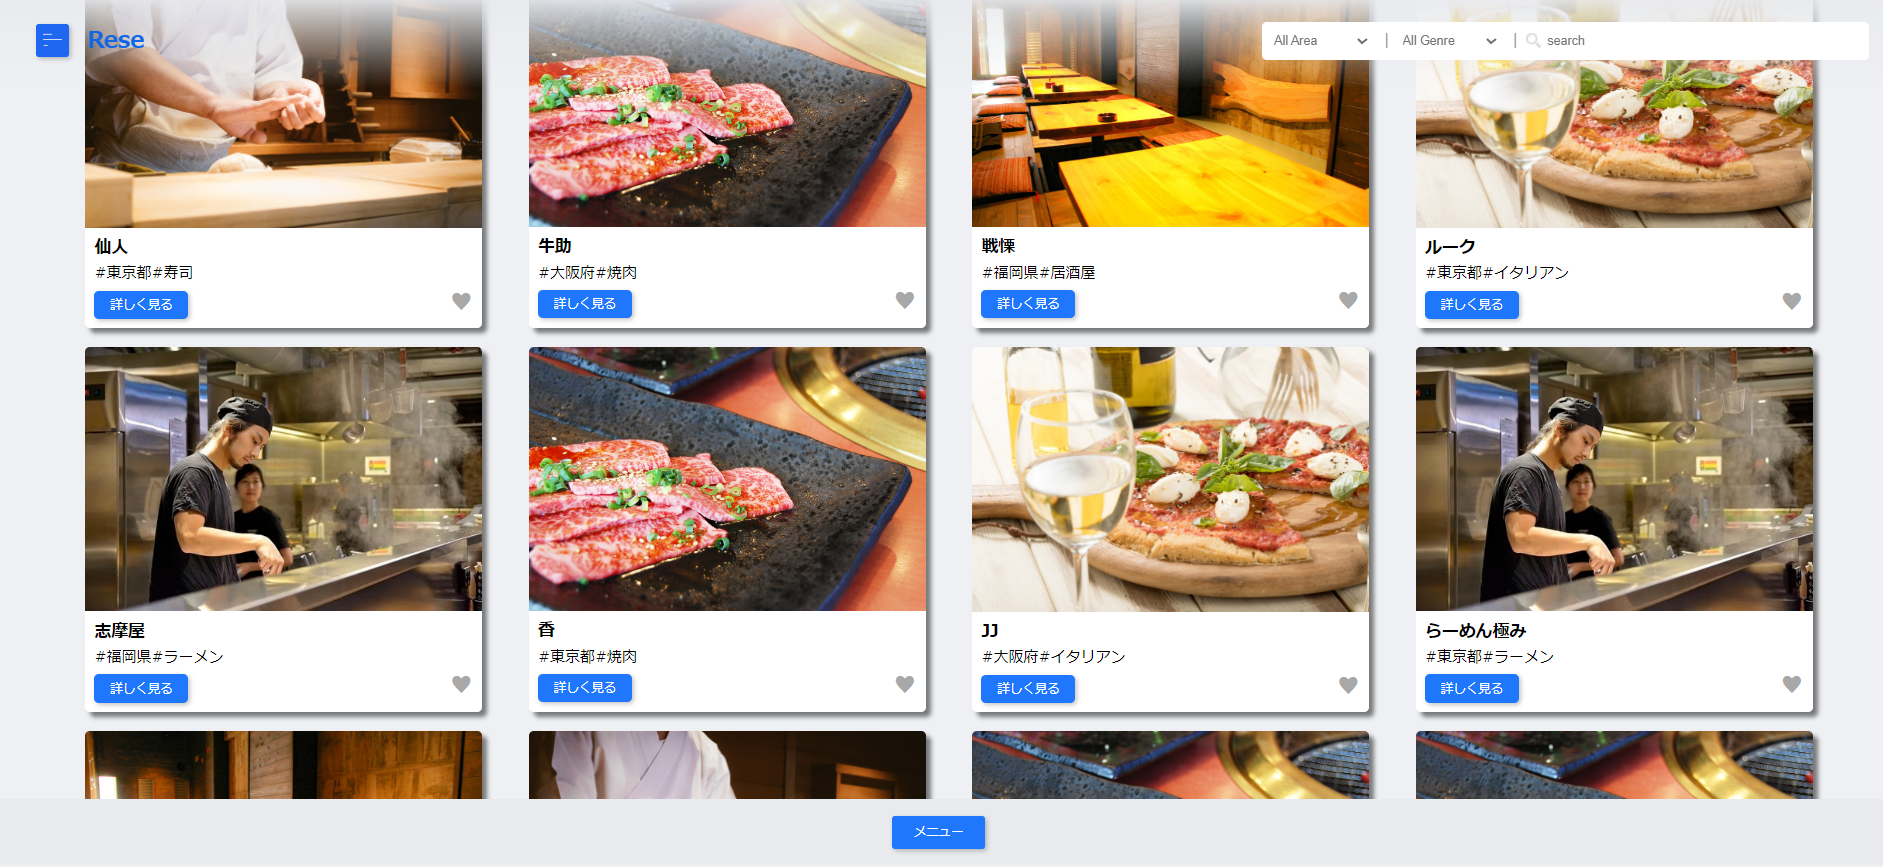 Rese
All Area | All Genre | search
仙人
#東京都#寿司
詳しく見る
牛助
#大阪府#焼肉
詳しく見る
戦慄
#福岡県#居酒屋
詳しく見る
ルーク
#東京都#イタリアン
詳しく見る
志摩屋
#福岡県#ラーメン
詳しく見る
香
#東京都#焼肉
詳しく見る
JJ
#大阪府#イタリアン
詳しく見る
らーめん極み
#東京都#ラーメン
詳しく見る
メニュー